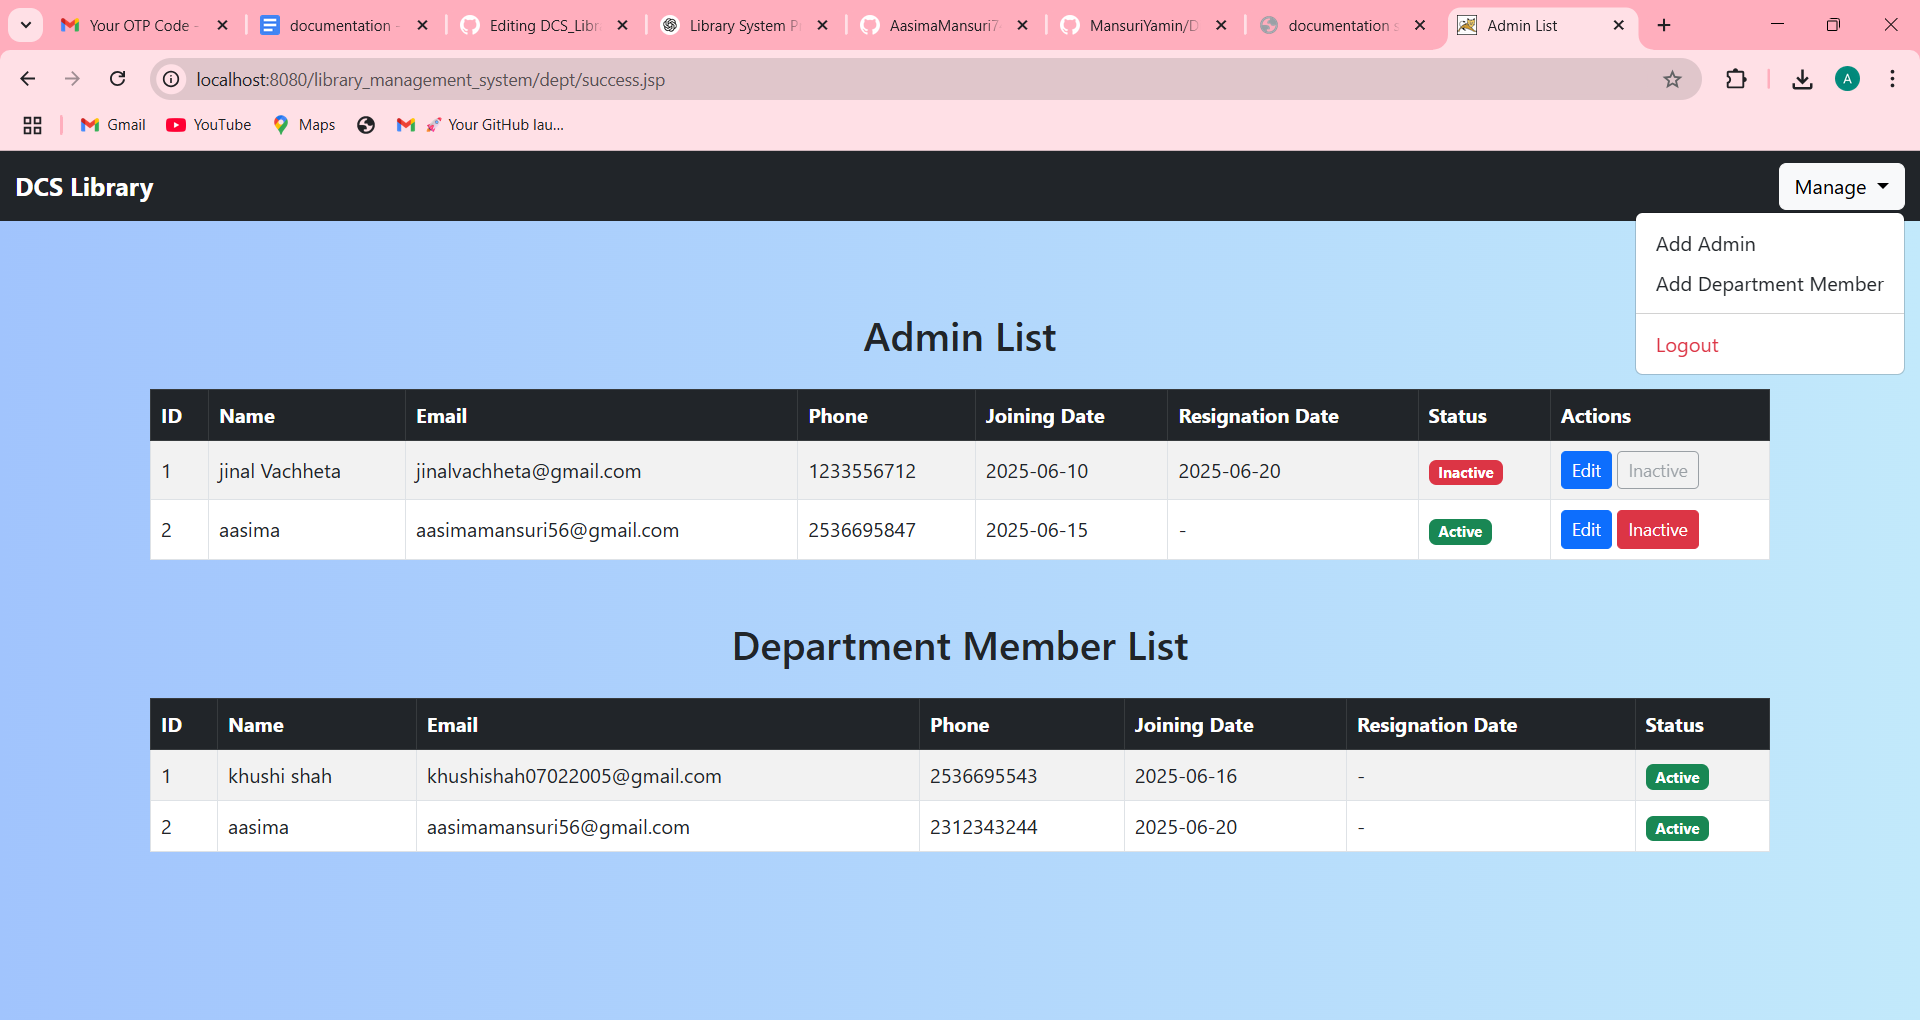 Your OTP Code -
documentation -
Editing DCS_Libr
Library System P
AasimaMansuri7
MansuriYamin/D
documentation s
Admin List
localhost:8080/library_management_system/dept/success.jsp
A
Gmail
YouTube
Maps
🚀 Your GitHub lau...
DCS Library
Manage
Add Admin
Add Department Member
Logout
Admin List
ID Name Email Phone Joining Date Resignation Date Status Actions
1 jinal Vachheta jinalvachheta@gmail.com 1233556712 2025-06-10 2025-06-20 Inactive Edit Inactive
2 aasima aasimamansuri56@gmail.com 2536695847 2025-06-15 - Active Edit Inactive
Department Member List
ID Name Email Phone Joining Date Resignation Date Status
1 khushi shah khushishah07022005@gmail.com 2536695543 2025-06-16 - Active
2 aasima aasimamansuri56@gmail.com 2312343244 2025-06-20 - Active